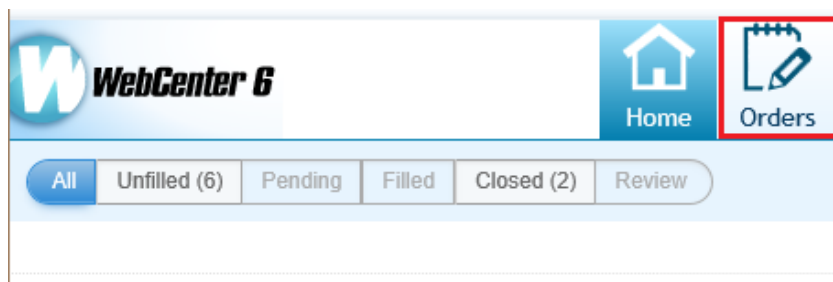 W WebCenter 6
Home Orders
All Unfilled (6) Pending Filled Closed (2) Review